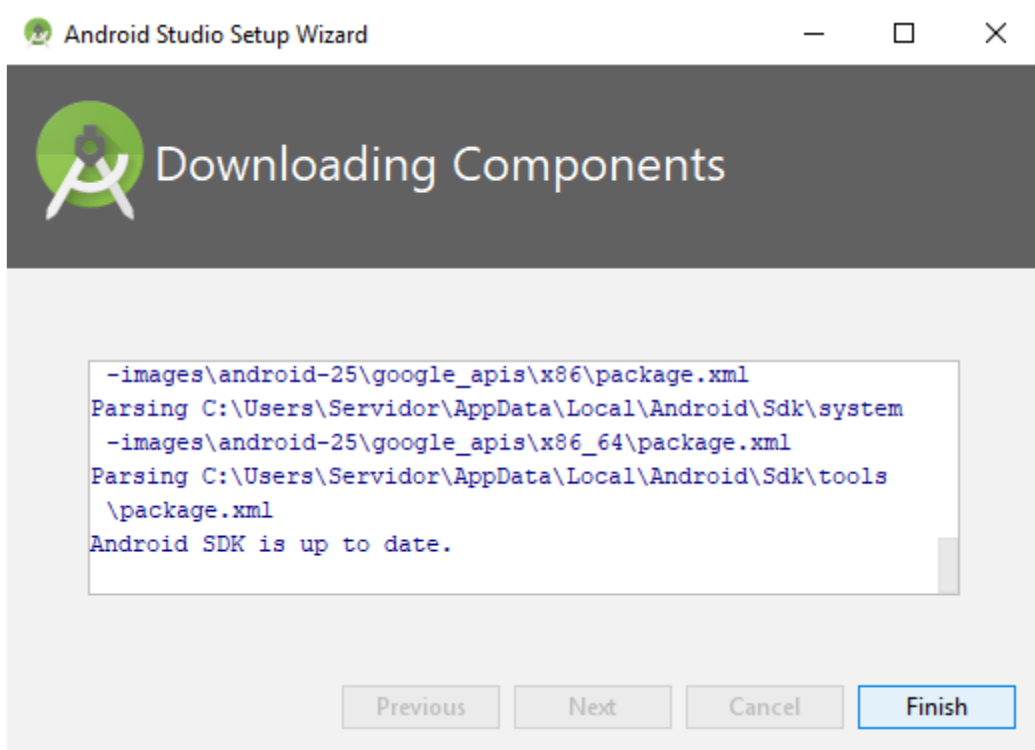 Android Studio Setup Wizard
Downloading Components
-images\android-25\google_apis\x86\package.xml
Parsing C:\Users\Servidor\AppData\Local\Android\Sdk\system
-images\android-25\google_apis\x86_64\package.xml
Parsing C:\Users\Servidor\AppData\Local\Android\Sdk\tools
\package.xml
Android SDK is up to date.
Previous Next Cancel Finish